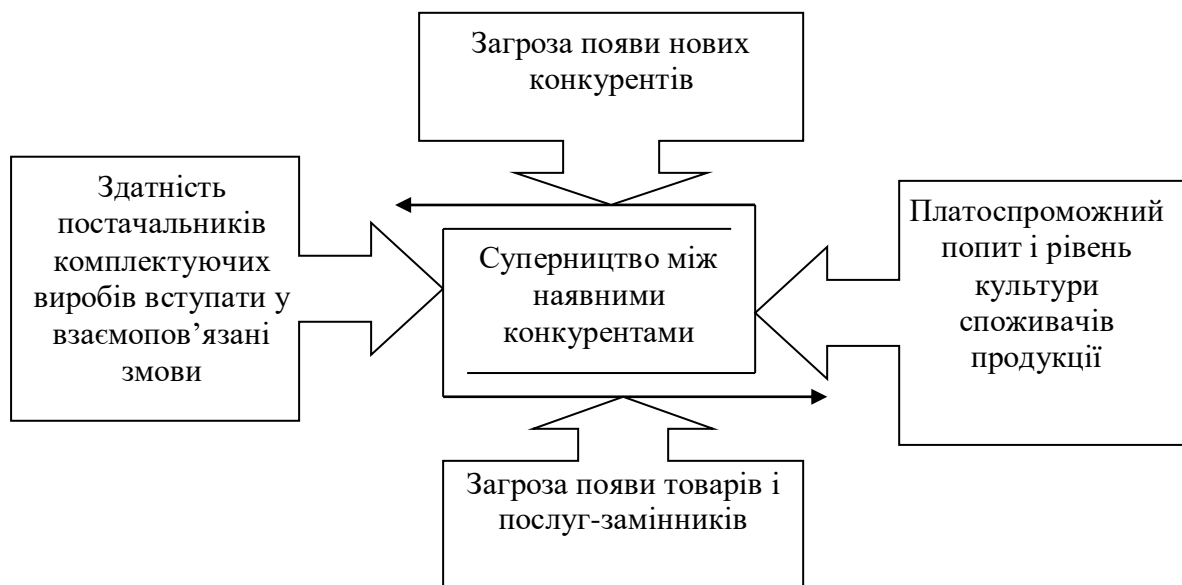 Загроза появи нових
конкурентів
Здатність
постачальників
комплектуючих
виробів вступати у
взаємопов’язані
змови
Суперництво між
наявними
конкурентами
Платоспроможний
попит і рівень
культури
споживачів
продукції
Загроза появи товарів і
послуг-замінників